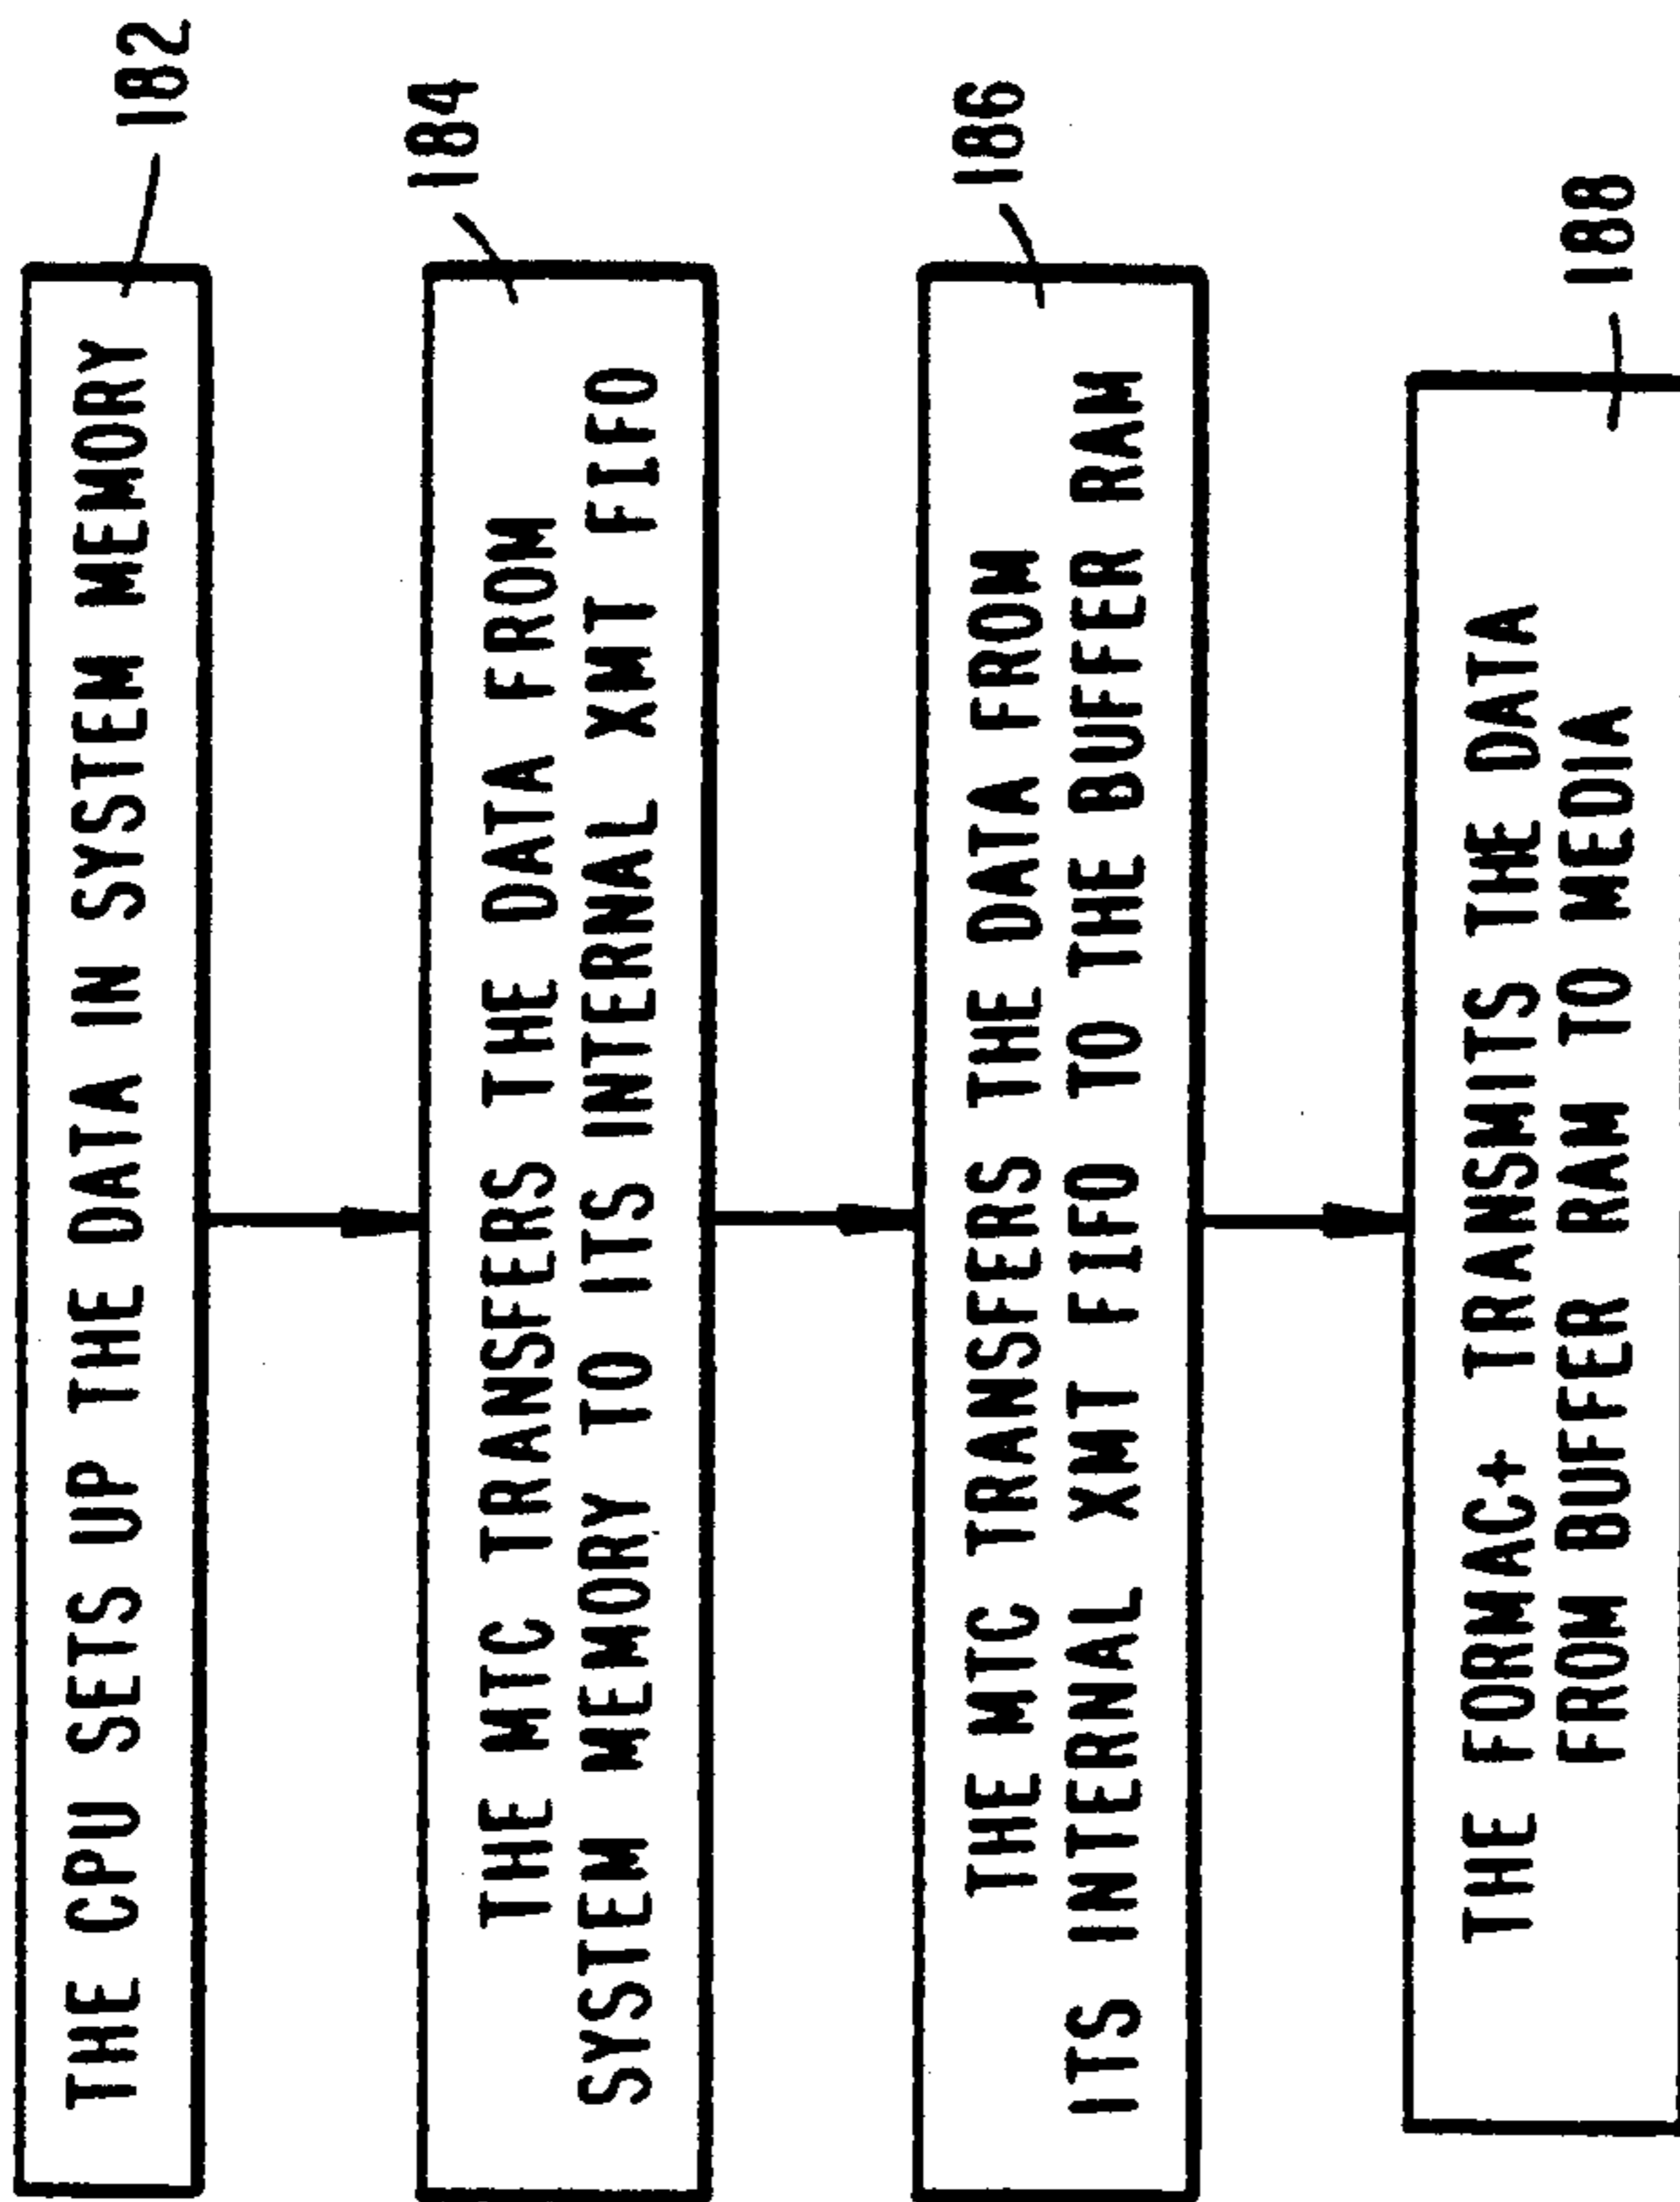 THE CPU SETS UP THE DATA IN SYSTEM MEMORY
182
THE MTC TRANSFERS THE DATA FROM
SYSTEM MEMORY TO ITS INTERNAL XMT FIFO
184
THE MTC TRANSFERS THE DATA FROM
ITS INTERNAL XMT FIFO TO THE BUFFER RAM
186
THE FORMAC+ TRANSMITS THE DATA
FROM BUFFER RAM TO MEDIA
188